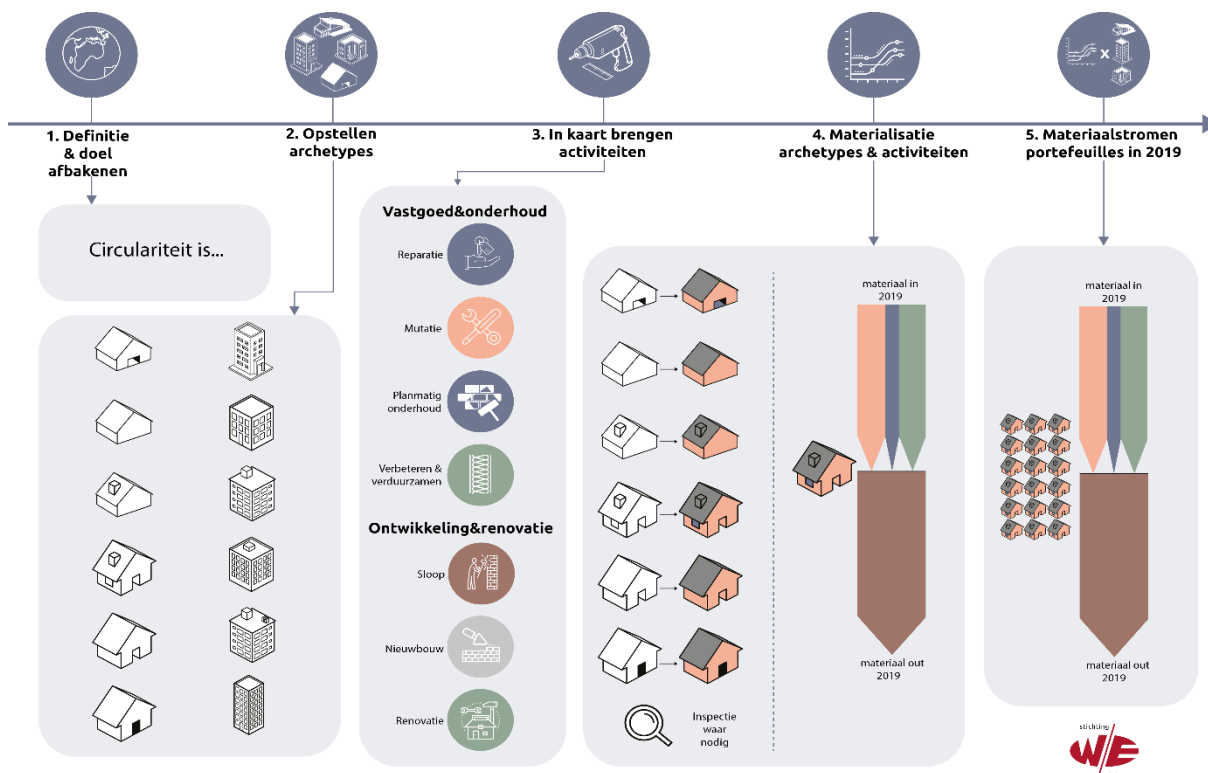 1. Definitie
& doel
afbakenen
2. Opstellen
archetypes
3. In kaart brengen
activiteiten
4. Materialisatie
archetypes & activiteiten
5. Materiaalstromen
portefeuilles in 2019
Circulariteit is...
Vastgoed&onderhoud
Reparatie
Mutatie
Planmatig
onderhoud
Verbeteren &
verduurzamen
Ontwikkeling&renovatie
Sloop
Nieuwbouw
Renovatie
Inspectie
waar
nodig
materiaal in
2019
materiaal out
2019
materiaal in
2019
materiaal out
2019
stichting
W/E